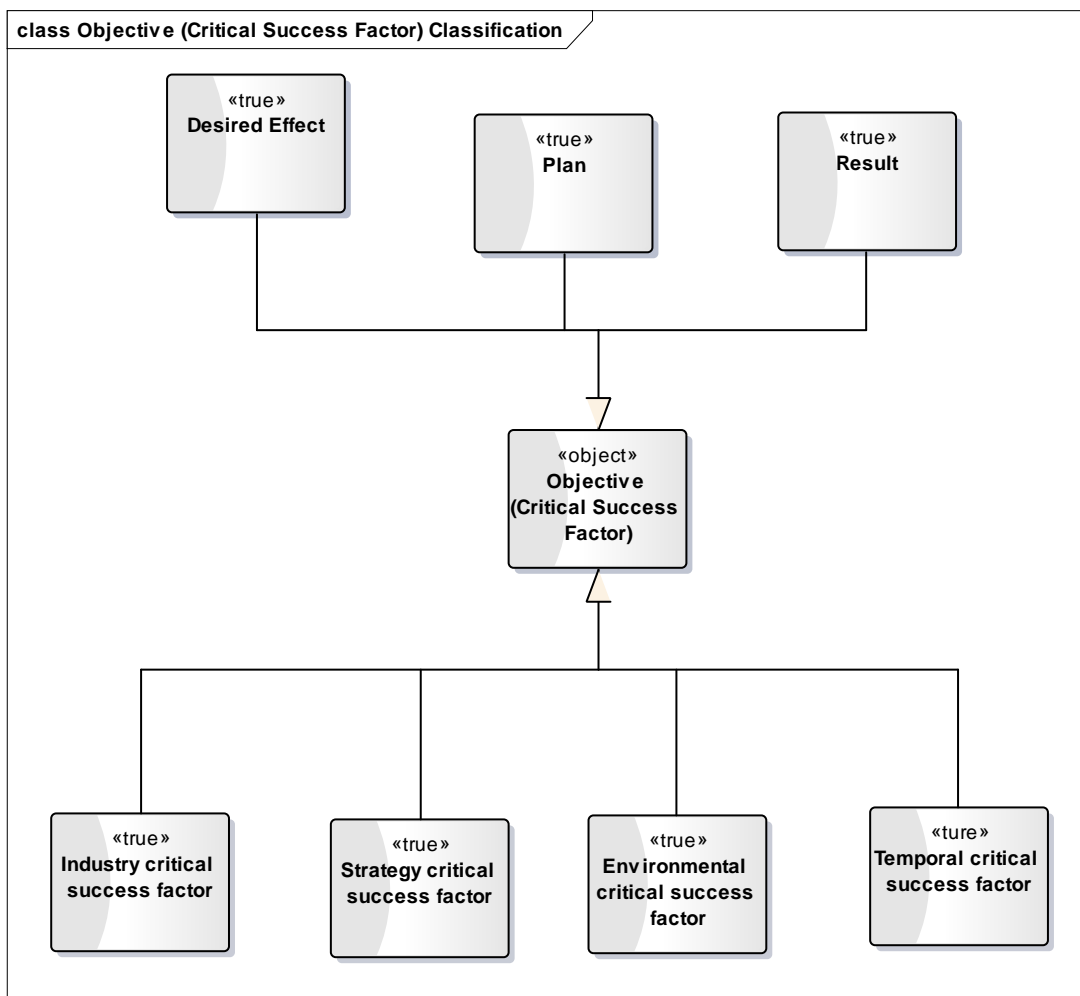 class Objective (Critical Success Factor) Classification
«true»
Desired Effect
«true»
Plan
«true»
Result
«object»
Objective
(Critical Success
Factor)
«true»
Industry critical
success factor
«true»
Strategy critical
success factor
«true»
Environmental
critical success
factor
«ture»
Temporal critical
success factor